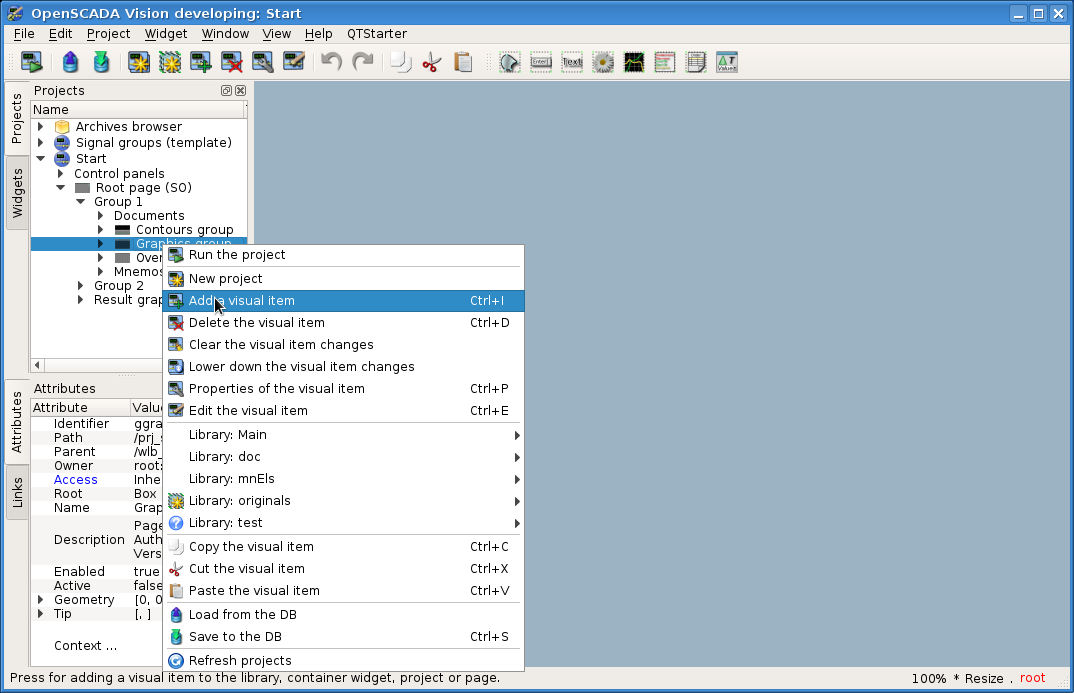 OpenSCADA Vision developing: Start
File Edit Project Widget Window View Help QTStarter
Projects
Projects
Widgets
Name
Archives browser
Signal groups (template)
Start
Control panels
Root page (SO)
Group 1
Documents
Contours group
Graphics group
Over
Mnemos
Group 2
Result grap
Run the project
New project
Add visual item Ctrl+I
Delete the visual item Ctrl+D
Clear the visual item changes
Lower down the visual item changes
Properties of the visual item Ctrl+P
Edit the visual item Ctrl+E
Library: Main
Library: doc
Library: mnEls
Library: originals
Library: test
Copy the visual item Ctrl+C
Cut the visual item Ctrl+X
Paste the visual item Ctrl+V
Load from the DB
Save to the DB Ctrl+S
Refresh projects
Attributes
Links
Attributes
Attribute Valu
Identifier ggra
Path /prj_s
Parent /wlb_
Owner root:
Access Inhe
Root Box
Name Grap
Description Page
Auth
Vers
Enabled true
Active false
Geometry [0, 0
Tip [, ]
Context ...
Press for adding a visual item to the library, container widget, project or page.
100% * Resize . root